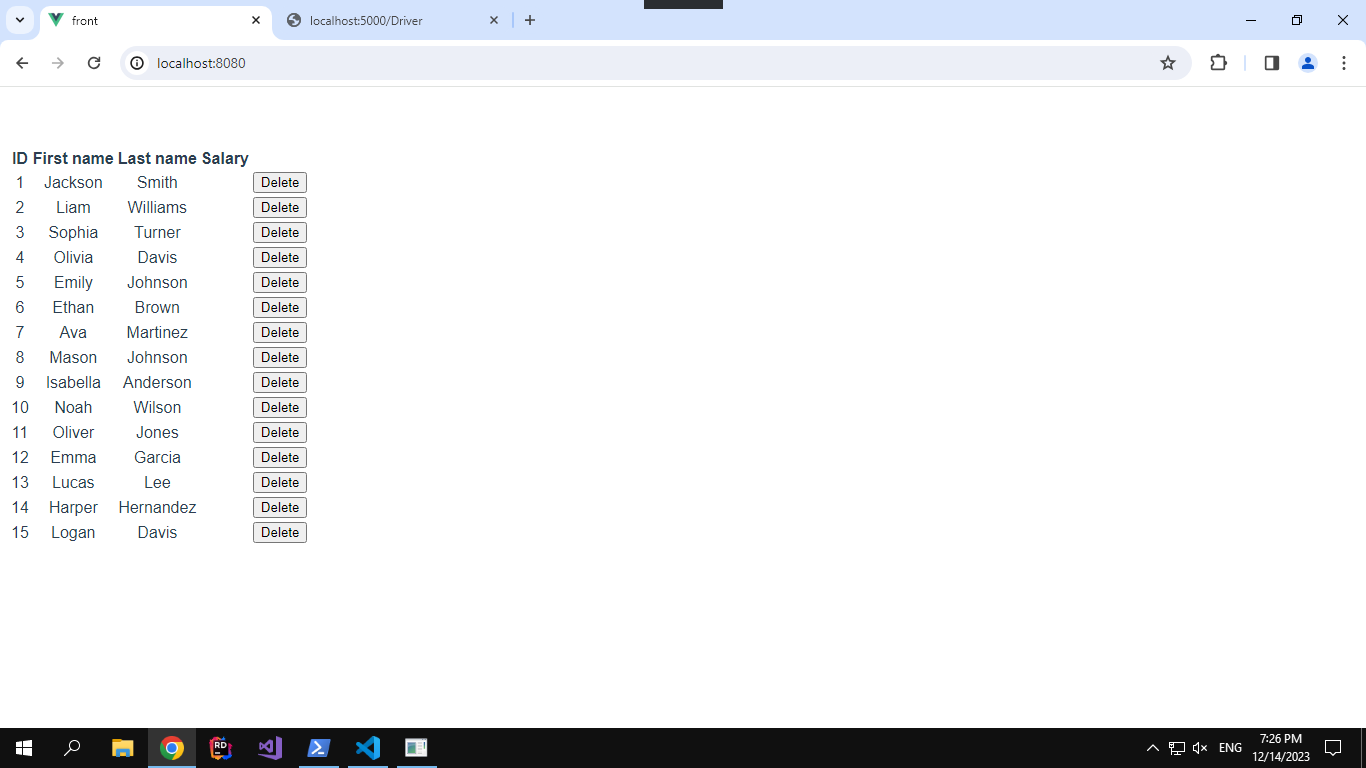 front
localhost:5000/Driver
localhost:8080
ID First name Last name Salary
1 Jackson Smith Delete
2 Liam Williams Delete
3 Sophia Turner Delete
4 Olivia Davis Delete
5 Emily Johnson Delete
6 Ethan Brown Delete
7 Ava Martinez Delete
8 Mason Johnson Delete
9 Isabella Anderson Delete
10 Noah Wilson Delete
11 Oliver Jones Delete
12 Emma Garcia Delete
13 Lucas Lee Delete
14 Harper Hernandez Delete
15 Logan Davis Delete
RD
ENG
7:26 PM
12/14/2023